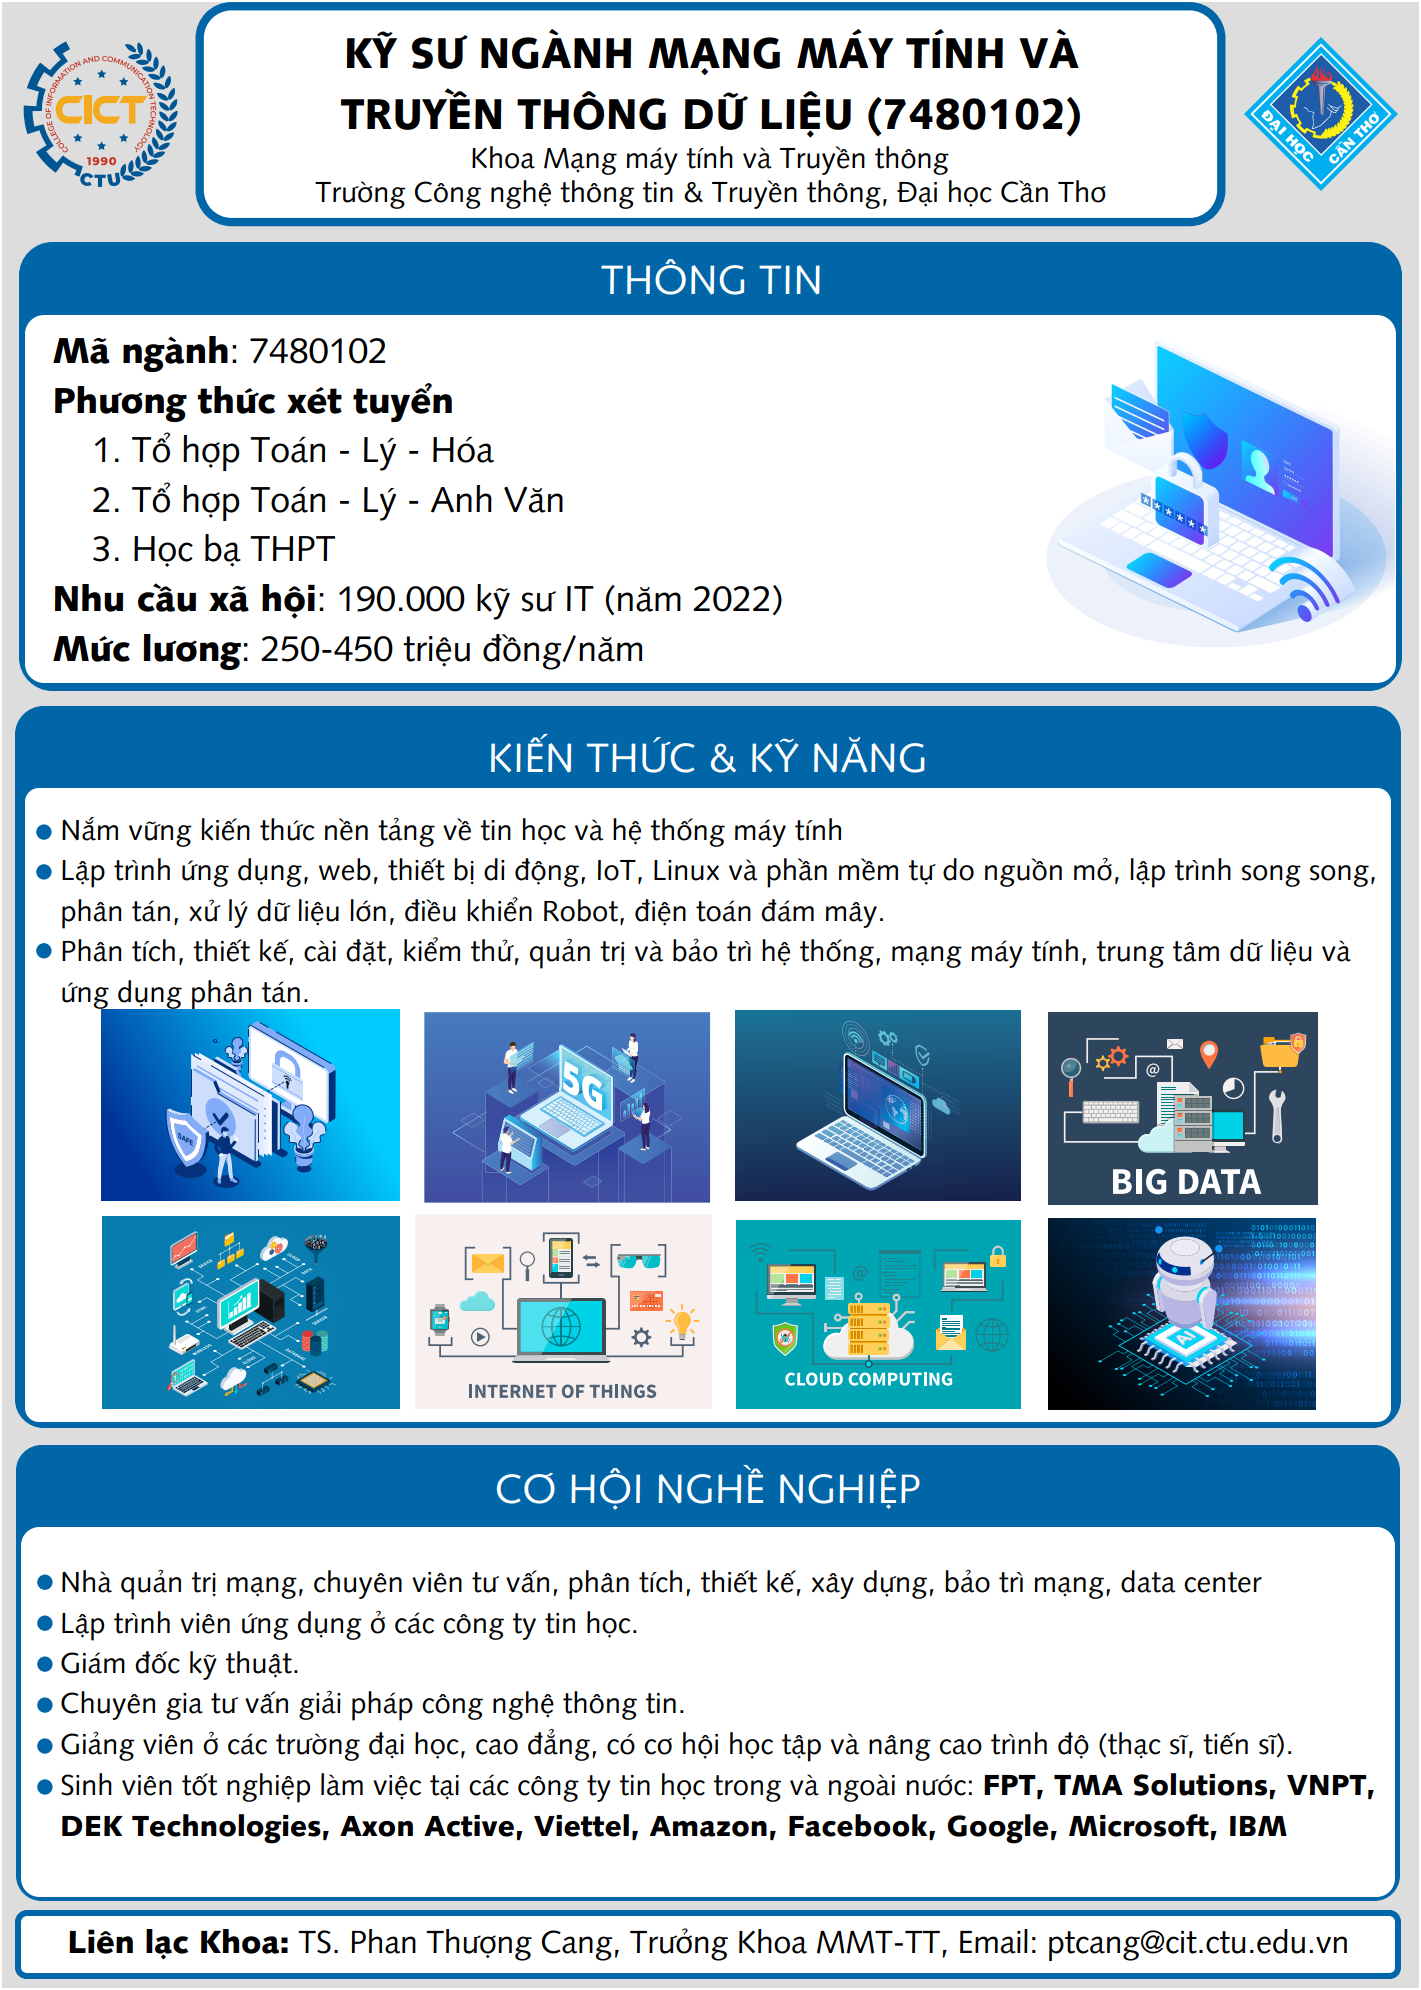 KỸ SƯ NGÀNH MẠNG MÁY TÍNH VÀ
TRUYỀN THÔNG DỮ LIỆU (7480102)
Khoa Mạng máy tính và Truyền thông
Trường Công nghệ thông tin & Truyền thông, Đại học Cần Thơ
COLLEGE OF INFORMATION AND COMMUNICATION TECHNOLOGY
CICT
1990
CTU
ĐẠI HỌC CẦN THƠ
THÔNG TIN
Mã ngành: 7480102
Phương thức xét tuyển
1. Tổ hợp Toán - Lý - Hóa
2. Tổ hợp Toán - Lý - Anh Văn
3. Học bạ THPT
Nhu cầu xã hội: 190.000 kỹ sư IT (năm 2022)
Mức lương: 250-450 triệu đồng/năm
KIẾN THỨC & KỸ NĂNG
Nắm vững kiến thức nền tảng về tin học và hệ thống máy tính
Lập trình ứng dụng, web, thiết bị di động, IoT, Linux và phần mềm tự do nguồn mở, lập trình song song,
phân tán, xử lý dữ liệu lớn, điều khiển Robot, điện toán đám mây.
Phân tích, thiết kế, cài đặt, kiểm thử, quản trị và bảo trì hệ thống, mạng máy tính, trung tâm dữ liệu và
ứng dụng phân tán.
SAFE
5G
@
BIG DATA
INTERNET OF THINGS
@
CLOUD COMPUTING
AI
CƠ HỘI NGHỀ NGHIỆP
Nhà quản trị mạng, chuyên viên tư vấn, phân tích, thiết kế, xây dựng, bảo trì mạng, data center
Lập trình viên ứng dụng ở các công ty tin học.
Giám đốc kỹ thuật.
Chuyên gia tư vấn giải pháp công nghệ thông tin.
Giảng viên ở các trường đại học, cao đẳng, có cơ hội học tập và nâng cao trình độ (thạc sĩ, tiến sĩ).
Sinh viên tốt nghiệp làm việc tại các công ty tin học trong và ngoài nước: FPT, TMA Solutions, VNPT,
DEK Technologies, Axon Active, Viettel, Amazon, Facebook, Google, Microsoft, IBM
Liên lạc Khoa: TS. Phan Thượng Cang, Trưởng Khoa MMT-TT, Email: ptcang@cit.ctu.edu.vn